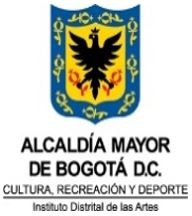 ALCALDÍA MAYOR
DE BOGOTÁ D.C.
CULTURA, RECREACIÓN Y DEPORTE
Instituto Distrital de las Artes